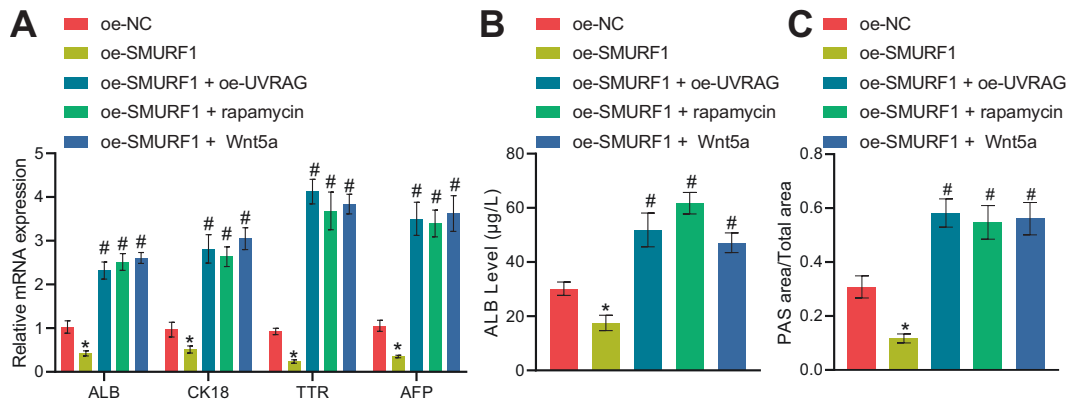 A
oe-NC
oe-SMURF1
oe-SMURF1 + oe-UVRAG
oe-SMURF1 + rapamycin
oe-SMURF1 + Wnt5a
Relative mRNA expression
5
4
3
2
1
0
# # #
# # #
# # #
# # #
* * * *
ALB CK18 TTR AFP
B
oe-NC
oe-SMURF1
oe-SMURF1 + oe-UVRAG
oe-SMURF1 + rapamycin
oe-SMURF1 + Wnt5a
ALB Level (μg/L)
80
60
40
20
0
*
# # #
C
oe-NC
oe-SMURF1
oe-SMURF1 + oe-UVRAG
oe-SMURF1 + rapamycin
oe-SMURF1 + Wnt5a
PAS area/Total area
0.8
0.6
0.4
0.2
0.0
*
# # #